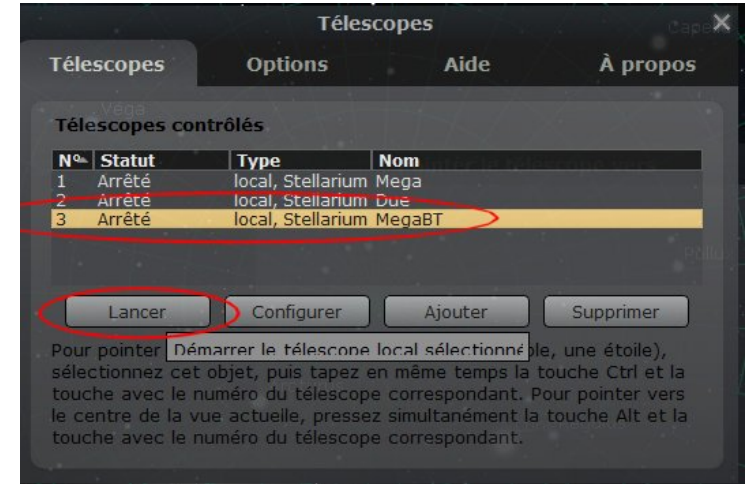 Télescopes
Télescopes Options Aide À propos
Véga
Télescopes contrôlés
Nº Statut Type Nom
1 Arrêté local, Stellarium Mega
2 Arrêté local, Stellarium Due
3 Arrêté local, Stellarium MegaBT
Lancer Configurer Ajouter Supprimer
Démarrer le télescope local sélectionné
Pour pointer ple, une étoile),
sélectionnez cet objet, puis tapez en même temps la
touche Ctrl et la
touche avec le numéro du télescope correspondant. Pour pointer vers
le centre de la vue actuelle, pressez simultanément la touche Alt et la
touche avec le numéro du télescope correspondant.